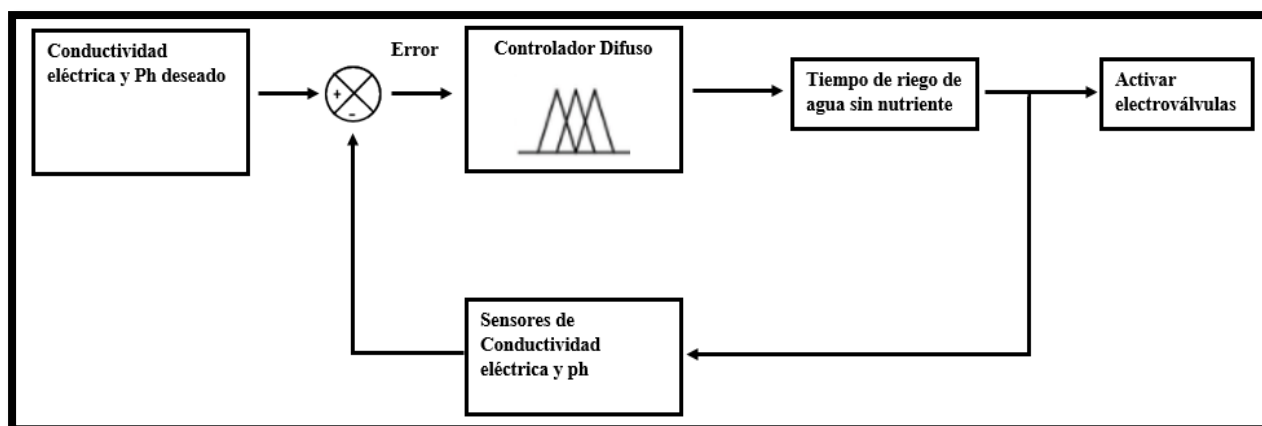 Conductividad
eléctrica y Ph deseado
+
-
Error
Controlador Difuso
Tiempo de riego de
agua sin nutriente
Activar
electroválvulas
Sensores de
Conductividad
eléctrica y ph